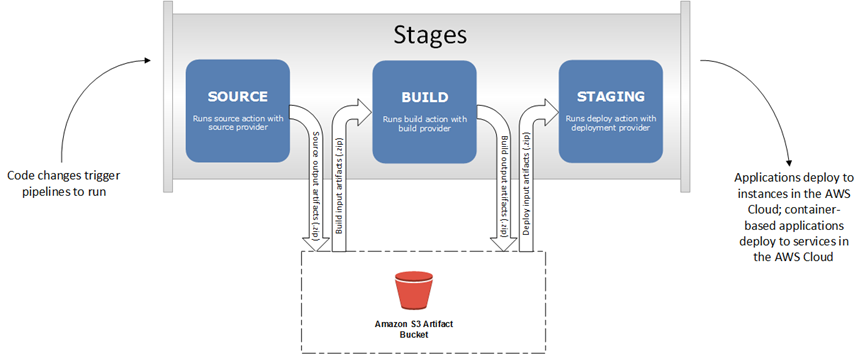 Stages
SOURCE
Runs source action with
source provider
BUILD
Runs build action with
build provider
STAGING
Runs deploy action with
deployment provider
Code changes trigger
pipelines to run
Source output artifacts (.zip)
Build input artifacts (.zip)
Build output artifacts (.zip)
Deploy input artifacts (.zip)
Applications deploy to
instances in the AWS
Cloud; container-
based applications
deploy to services in
the AWS Cloud
Amazon S3 Artifact
Bucket